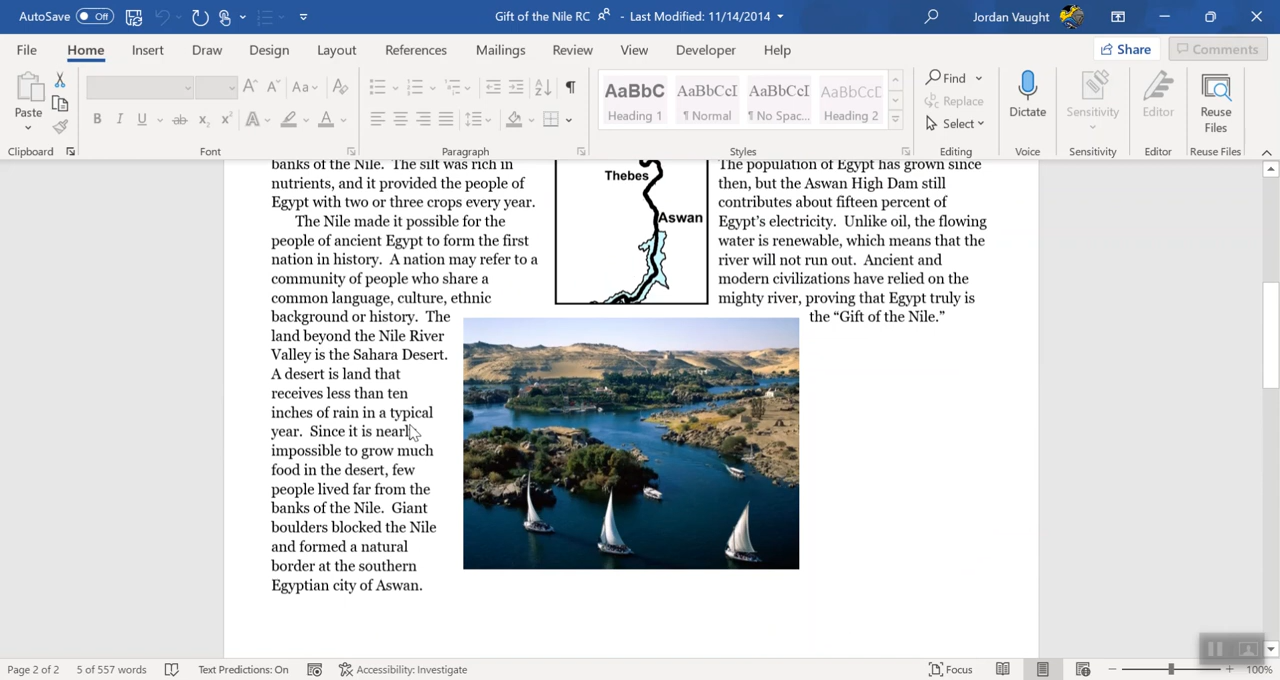 AutoSave Off Gift of the Nile RC - Last Modified: 11/14/2014 Jordan Vaught
File Home Insert Draw Design Layout References Mailings Review View Developer Help Share Comments
Paste
Clipboard
Aa
B I U ab x₂ x² A A
Font
Paragraph
AaBbC AaBbCcI AaBbCcI AaBbCcD
Heading 1 ¶ Normal ¶ No Spac... Heading 2
Styles
Find
Replace
Select
Editing
Dictate
Voice
Sensitivity
Sensitivity
Editor
Editor
Reuse
Files
Reuse Files
banks of the Nile. The silt was rich in
nutrients, and it provided the people of
Egypt with two or three crops every year.
The Nile made it possible for the
people of ancient Egypt to form the first
nation in history. A nation may refer to a
community of people who share a
common language, culture, ethnic
background or history. The
land beyond the Nile River
Valley is the Sahara Desert.
A desert is land that
receives less than ten
inches of rain in a typical
year. Since it is nearly
impossible to grow much
food in the desert, few
people lived far from the
banks of the Nile. Giant
boulders blocked the Nile
and formed a natural
border at the southern
Egyptian city of Aswan.
Thebes
Aswan
The population of Egypt has grown since
then, but the Aswan High Dam still
contributes about fifteen percent of
Egypt's electricity. Unlike oil, the flowing
water is renewable, which means that the
river will not run out. Ancient and
modern civilizations have relied on the
mighty river, proving that Egypt truly is
the “Gift of the Nile.”
Page 2 of 2 5 of 557 words Text Predictions: On Accessibility: Investigate Focus 100%